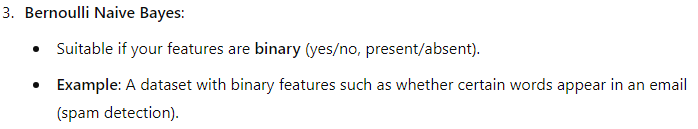 3. Bernoulli Naive Bayes:
• Suitable if your features are binary (yes/no, present/absent).
• Example: A dataset with binary features such as whether certain words appear in an email
(spam detection).